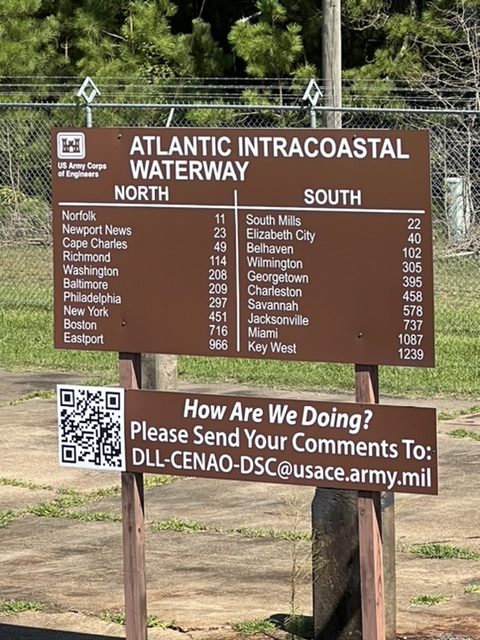 US Army Corps
of Engineers
ATLANTIC INTRACOASTAL
WATERWAY
NORTH
Norfolk 11
Newport News 23
Cape Charles 49
Richmond 114
Washington 208
Baltimore 209
Philadelphia 297
New York 451
Boston 716
Eastport 966
SOUTH
South Mills 22
Elizabeth City 40
Belhaven 102
Wilmington 305
Georgetown 395
Charleston 458
Savannah 578
Jacksonville 737
Miami 1087
Key West 1239
How Are We Doing?
Please Send Your Comments To:
DLL-CENAO-DSC@usace.army.mil